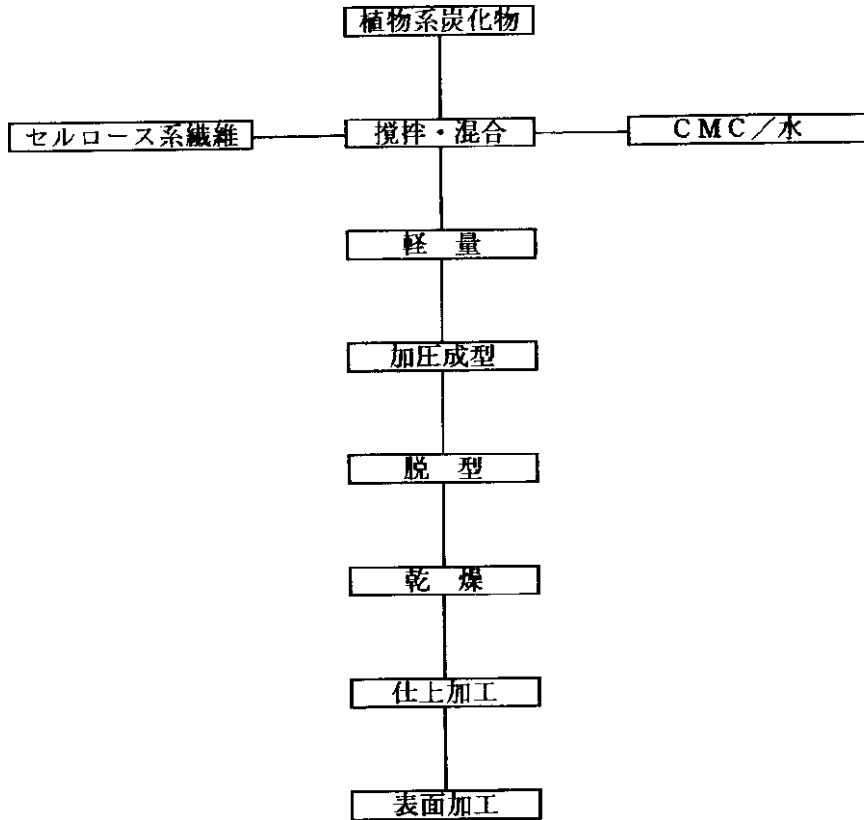 植物系炭化物
セルロース系繊維
撹拌・混合
CMC/水
軽量
加圧成型
脱型
乾燥
仕上加工
表面加工